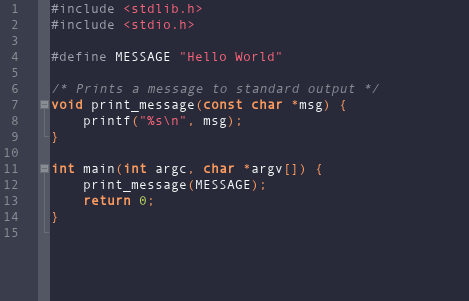 1 #include <stdlib.h>
2 #include <stdio.h>
3
4 #define MESSAGE "Hello World"
5
6 /* Prints a message to standard output */
7 void print_message(const char *msg) {
8     printf("%s\n", msg);
9 }
10
11 int main(int argc, char *argv[]) {
12     print_message(MESSAGE);
13     return 0;
14 }
15